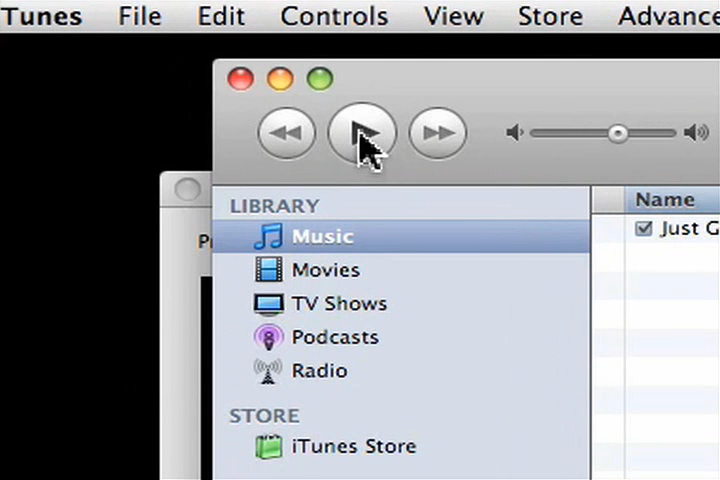 Tunes File Edit Controls View Store Advance
LIBRARY
Name
Music
Just G
Movies
TV Shows
Podcasts
Radio
STORE
iTunes Store